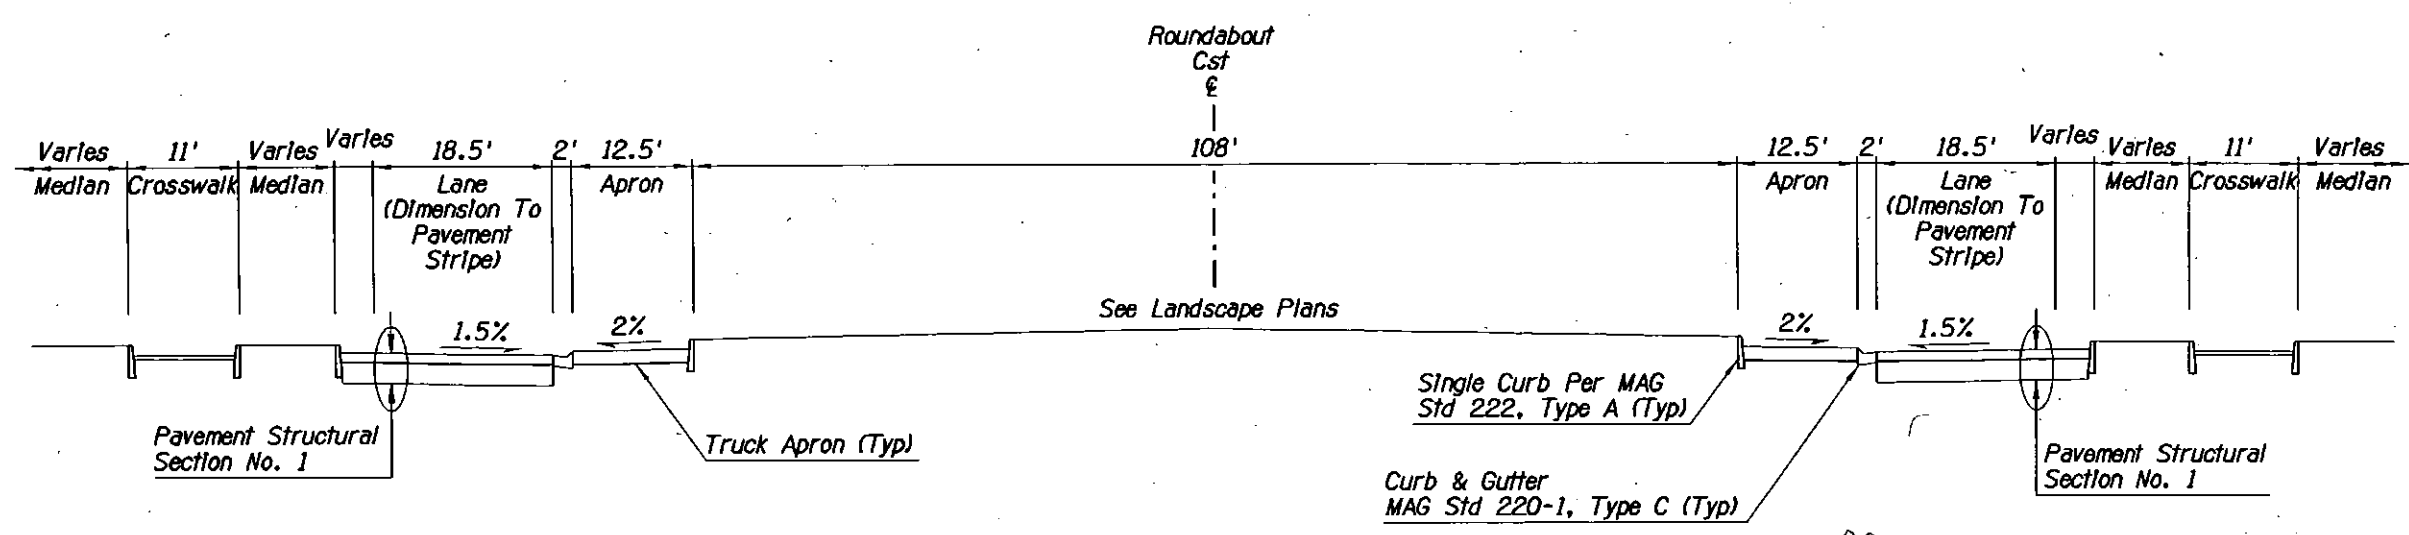 Roundabout
Cst
℄
Varies 11' Varies Varies 18.5' 2' 12.5' 108' 12.5' 2' 18.5' Varies Varies 11' Varies
Median Crosswalk Median Lane Apron Apron Lane Median Crosswalk Median
(Dimension To
Pavement
Stripe)
(Dimension To
Pavement
Stripe)
See Landscape Plans
1.5% 2% 2% 1.5%
Single Curb Per MAG
Std 222, Type A (Typ)
Pavement Structural
Section No. 1
Truck Apron (Typ)
Pavement Structural
Section No. 1
Curb & Gutter
MAG Std 220-1, Type C (Typ)